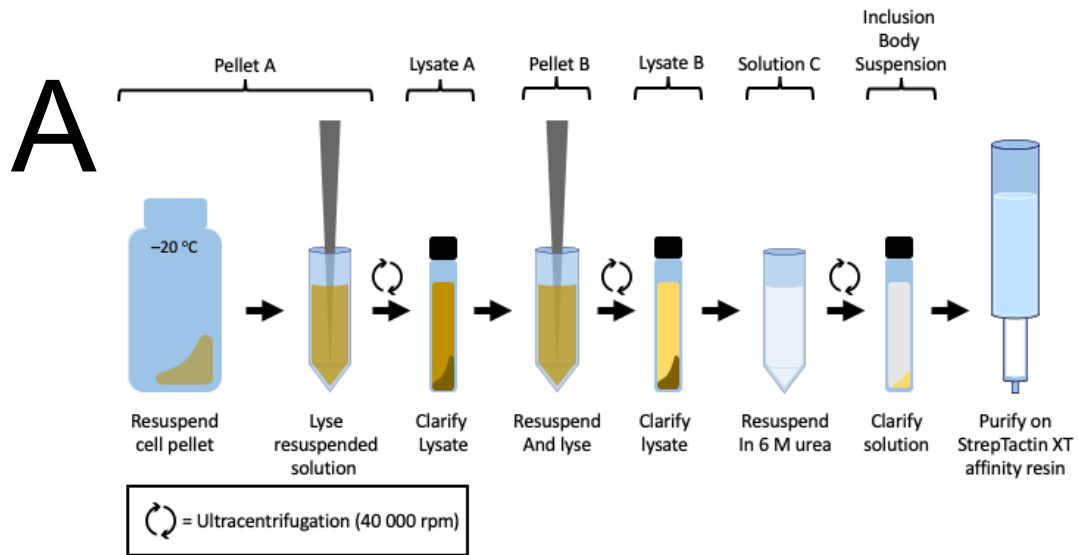 A
Pellet A
Lysate A
Pellet B
Lysate B
Solution C
Inclusion
Body
Suspension
–20 °C
Resuspend
cell pellet
Lyse
resuspended
solution
Clarify
Lysate
Resuspend
And lyse
Clarify
lysate
Resuspend
In 6 M urea
Clarify
solution
Purify on
StrepTactin XT
affinity resin
= Ultracentrifugation (40 000 rpm)